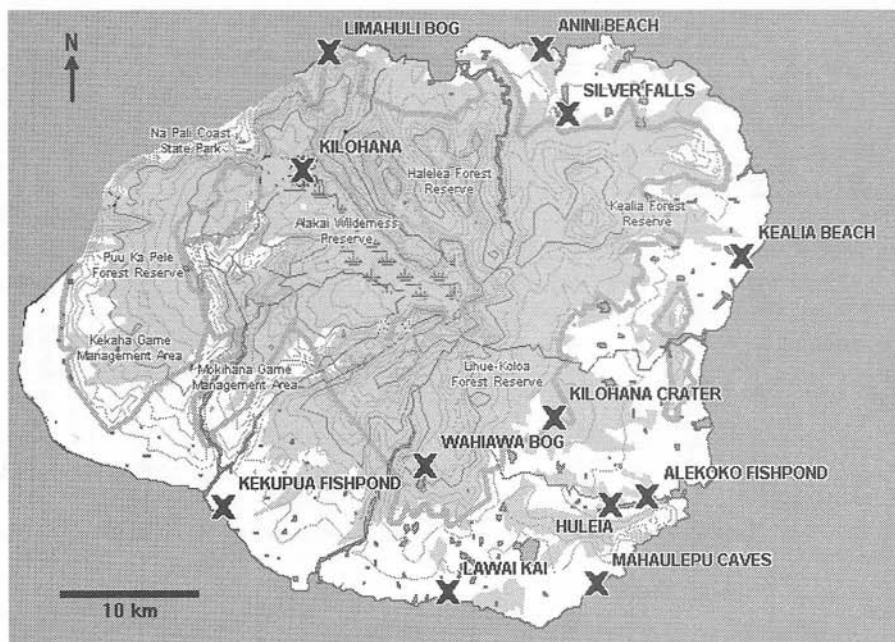 LIMAHULI BOG
ANINI BEACH
N
SILVER FALLS
Na Pali Coast
State Park
KILOHANA
Halelea Forest
Reserve
Kealia Forest
Reserve
Alakai Wilderness
Preserve
KEALIA BEACH
Puu Ka Pele
Forest Reserve
Kekaha Game
Management Area
Mokihana Game
Management Area
Lihue-Koloa
Forest Reserve
KILOHANA CRATER
WAHIAWA BOG
KEKUPUA FISHPOND
ALEKOKO FISHPOND
HULEIA
LAWAI KAI
MAHAULEPU CAVES
10 km